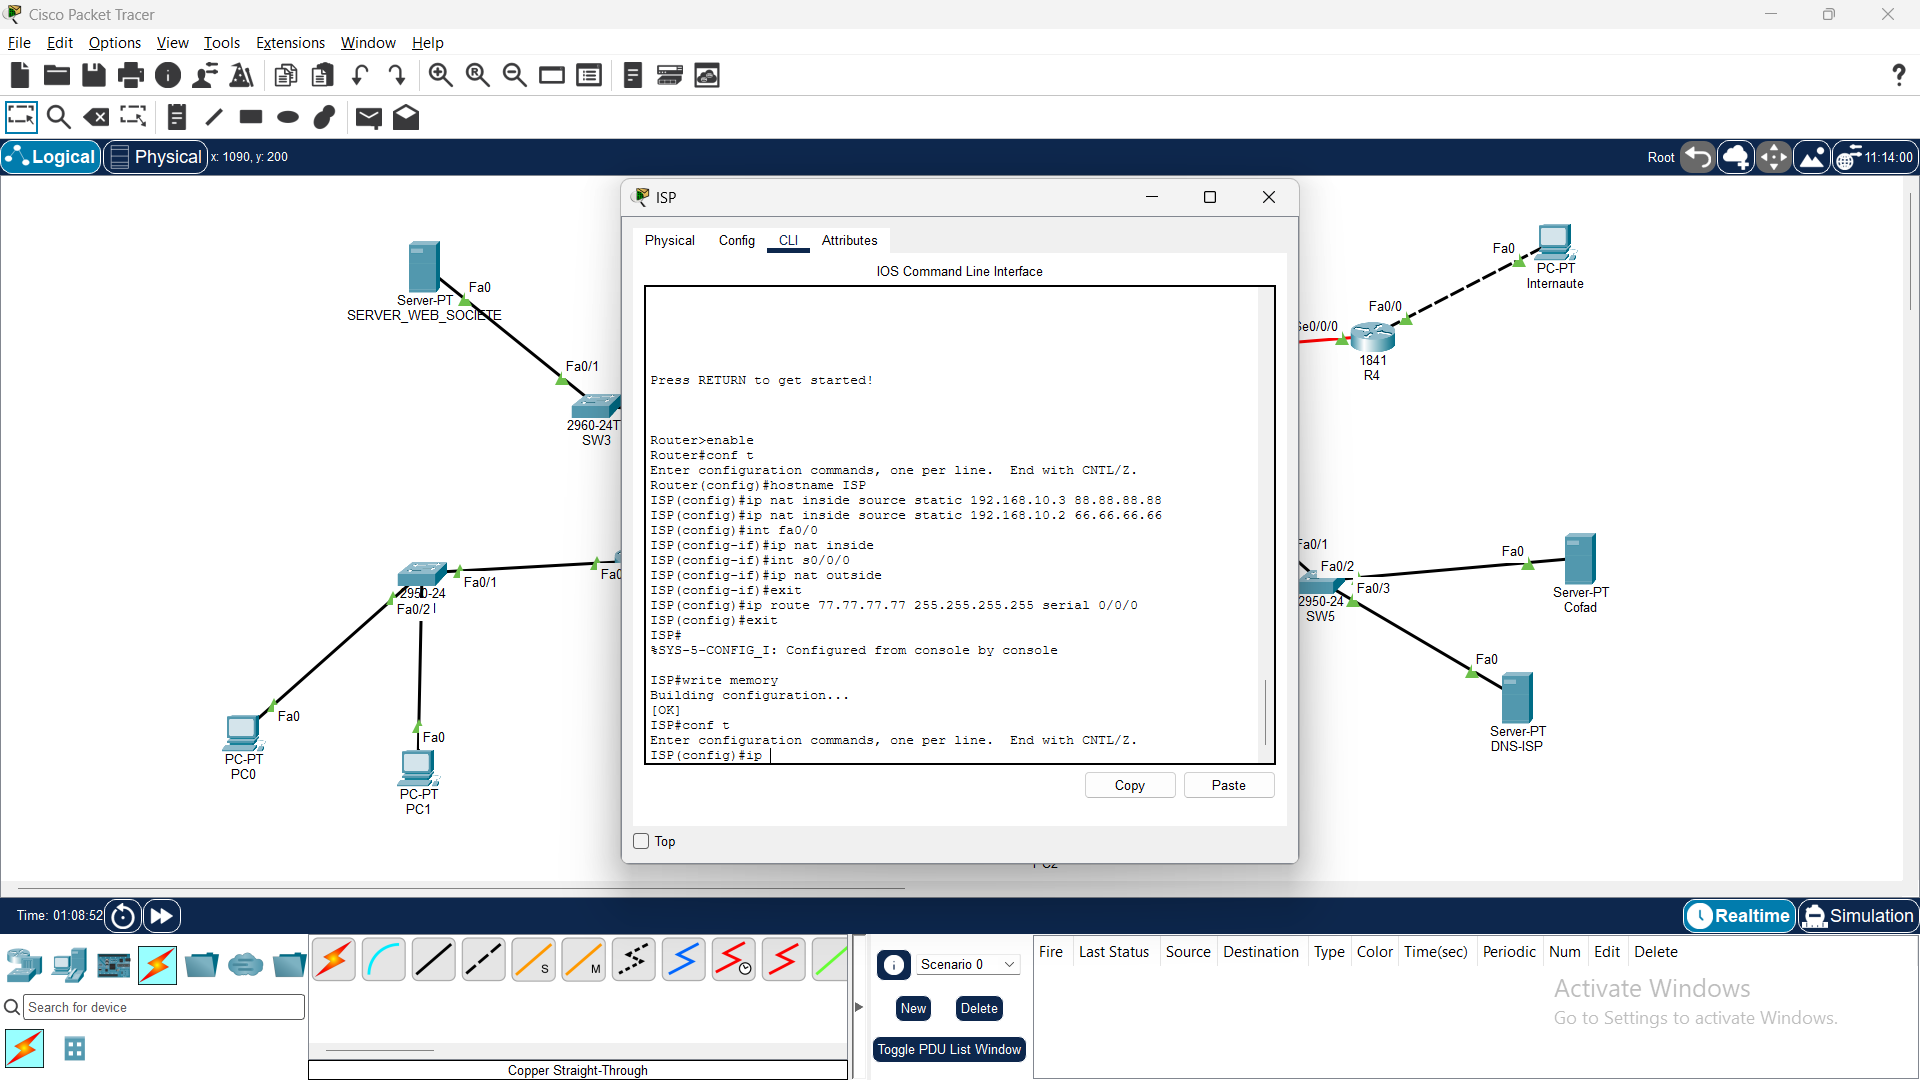 Cisco Packet Tracer
File Edit Options View Tools Extensions Window Help
Logical Physical x: 1090, y: 200 Root 11:14:00
ISP
Physical Config CLI Attributes
IOS Command Line Interface
Press RETURN to get started!
Router>enable
Router#conf t
Enter configuration commands, one per line.  End with CNTL/Z.
Router(config)#hostname ISP
ISP(config)#ip nat inside source static 192.168.10.3 88.88.88.88
ISP(config)#ip nat inside source static 192.168.10.2 66.66.66.66
ISP(config)#int fa0/0
ISP(config-if)#ip nat inside
ISP(config-if)#int s0/0/0
ISP(config-if)#ip nat outside
ISP(config-if)#exit
ISP(config)#ip route 77.77.77.77 255.255.255.255 serial 0/0/0
ISP(config)#exit
ISP#
%SYS-5-CONFIG_I: Configured from console by console
ISP#write memory
Building configuration...
[OK]
ISP#conf t
Enter configuration commands, one per line.  End with CNTL/Z.
ISP(config)#ip
Copy Paste
Top
Fa0
Server-PT
SERVER_WEB_SOCIETE
Fa0/1
2960-24T
SW3
2950-24
Fa0/1
Fa0/2
Fa0
PC-PT
PC0
Fa0
PC-PT
PC1
Fa0
PC-PT
Internaute
Fa0/0
Se0/0/0
1841
R4
Fa0/1
Fa0/2
Fa0/3
2950-24
SW5
Fa0
Server-PT
Cofad
Fa0
Server-PT
DNS-ISP
PC2
Time: 01:08:52 Realtime Simulation
Search for device
S
M
Copper Straight-Through
Scenario 0
New Delete
Toggle PDU List Window
Fire Last Status Source Destination Type Color Time(sec) Periodic Num Edit Delete
Activate Windows
Go to Settings to activate Windows.